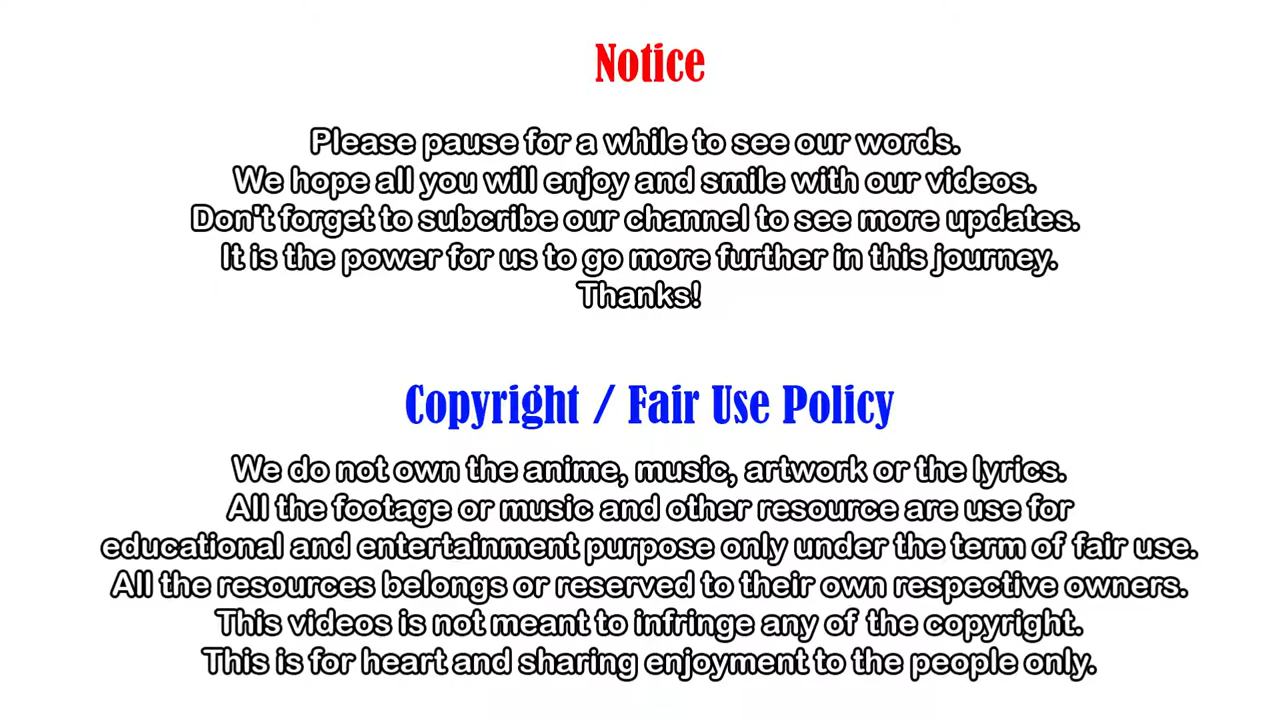 Notice
Please pause for a while to see our words.
We hope all you will enjoy and smile with our videos.
Don't forget to subcribe our channel to see more updates.
It is the power for us to go more further in this journey.
Thanks!
Copyright / Fair Use Policy
We do not own the anime, music, artwork or the lyrics.
All the footage or music and other resource are use for
educational and entertainment purpose only under the term of fair use.
All the resources belongs or reserved to their own respective owners.
This videos is not meant to infringe any of the copyright.
This is for heart and sharing enjoyment to the people only.